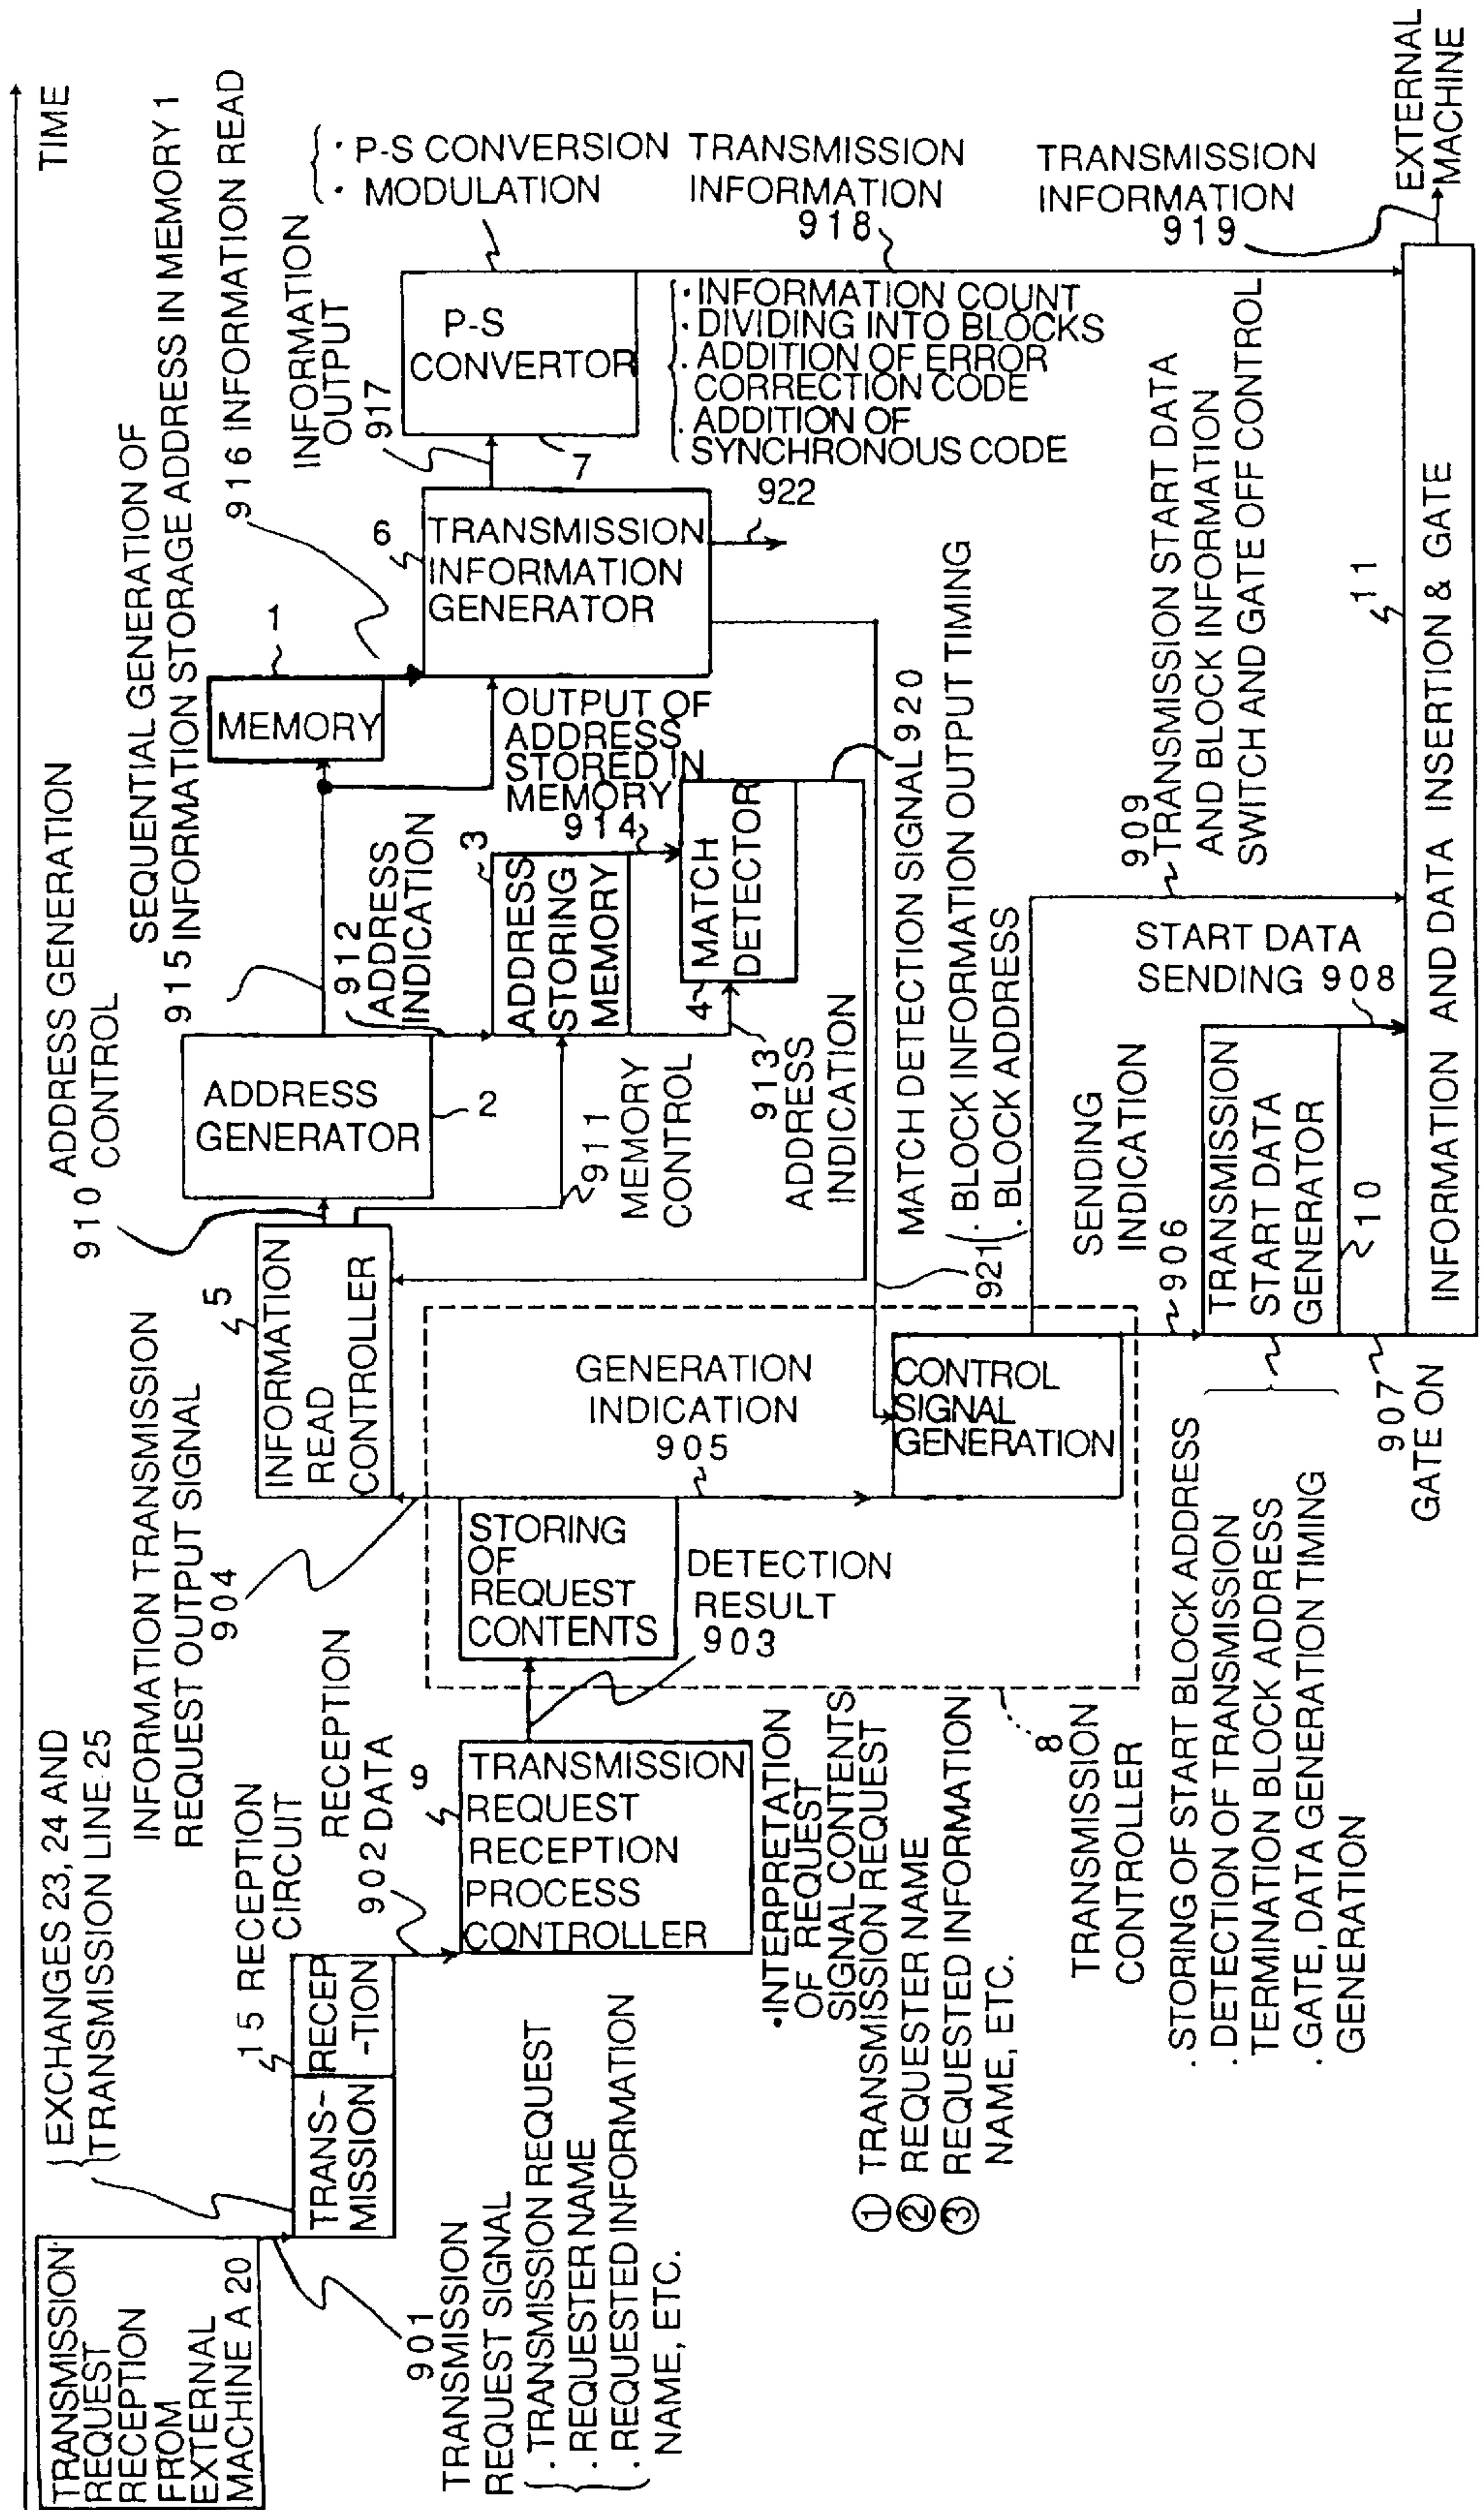 TIME
TRANSMISSION
REQUEST
RECEPTION
FROM
EXTERNAL
MACHINE A 20
901
TRANSMISSION
REQUEST SIGNAL
. TRANSMISSION REQUEST
. REQUESTER NAME
. REQUESTED INFORMATION
NAME, ETC.
EXCHANGES 23, 24 AND
TRANSMISSION LINE 25
TRANS-
MISSION
RECEP
-TION
15 RECEPTION
CIRCUIT
RECEPTION
902 DATA
9
TRANSMISSION
REQUEST
RECEPTION
PROCESS
CONTROLLER
•INTERPRETATION
OF REQUEST
SIGNAL CONTENTS
① TRANSMISSION REQUEST
② REQUESTER NAME
③ REQUESTED INFORMATION
NAME, ETC.
INFORMATION TRANSMISSION
REQUEST OUTPUT SIGNAL
904
STORING
OF
REQUEST
CONTENTS
DETECTION
RESULT
903
8
TRANSMISSION
CONTROLLER
GENERATION
INDICATION
905
CONTROL
SIGNAL
GENERATION
5
INFORMATION
READ
CONTROLLER
910 ADDRESS GENERATION
CONTROL
ADDRESS
GENERATOR
2
911
MEMORY
CONTROL
912
ADDRESS
INDICATION
3
ADDRESS
STORING
MEMORY
913
ADDRESS
INDICATION
4
MATCH
DETECTOR
914
OUTPUT OF
ADDRESS
STORED IN
MEMORY
SEQUENTIAL GENERATION OF
915 INFORMATION STORAGE ADDRESS IN MEMORY 1
MEMORY
1
916 INFORMATION READ
6
TRANSMISSION
INFORMATION
GENERATOR
922
INFORMATION
OUTPUT
917
P-S
CONVERTOR
7
· P-S CONVERSION
· MODULATION
TRANSMISSION
INFORMATION
918
· INFORMATION COUNT
· DIVIDING INTO BLOCKS
. ADDITION OF ERROR
CORRECTION CODE
. ADDITION OF
SYNCHRONOUS CODE
MATCH DETECTION SIGNAL 920
921
. BLOCK INFORMATION OUTPUT TIMING
. BLOCK ADDRESS
SENDING
INDICATION
906
TRANSMISSION
START DATA
GENERATOR
10
907
GATE ON
. STORING OF START BLOCK ADDRESS
. DETECTION OF TRANSMISSION
TERMINATION BLOCK ADDRESS
. GATE, DATA GENERATION TIMING
GENERATION
START DATA
SENDING 908
909
TRANSMISSION START DATA
AND BLOCK INFORMATION
SWITCH AND GATE OFF CONTROL
11
INFORMATION AND DATA INSERTION & GATE
TRANSMISSION
INFORMATION
919
EXTERNAL
MACHINE